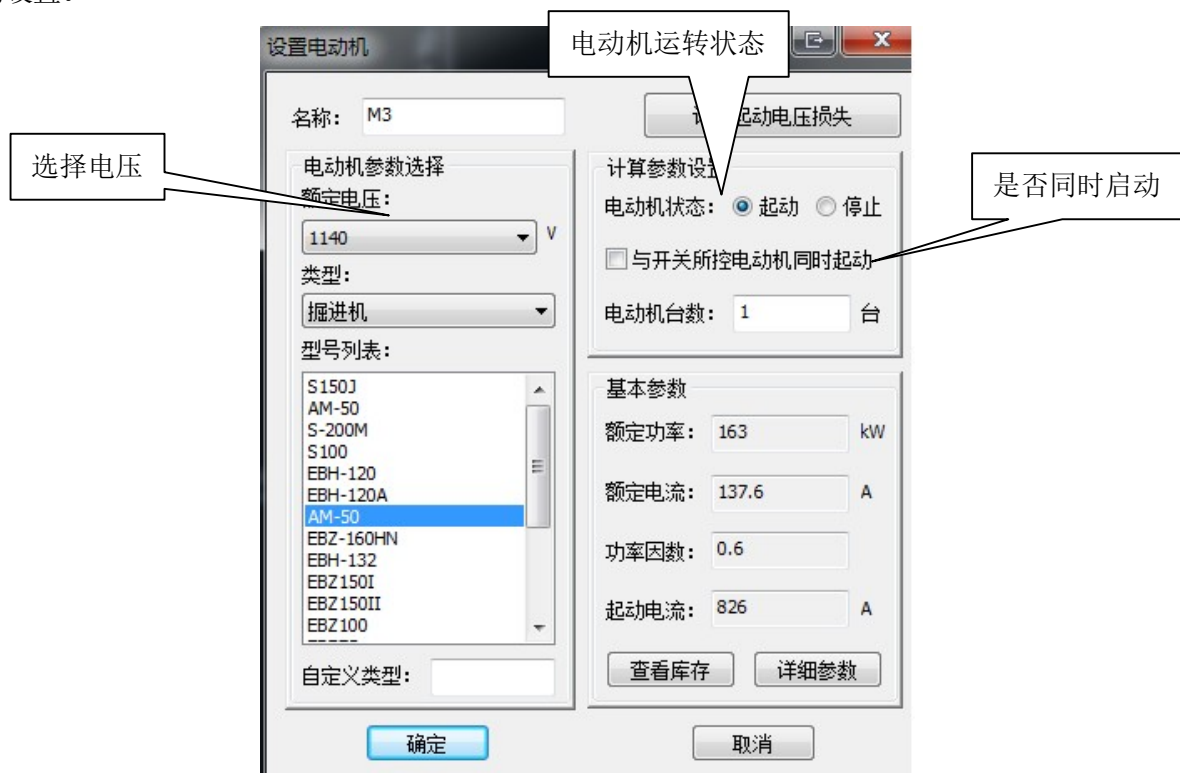 设置：
设置电动机
电动机运转状态
名称： M3
起动电压损失
选择电压
电动机参数选择
额定电压：
1140 V
类型：
掘进机
型号列表：
S150J
AM-50
S-200M
S100
EBH-120
EBH-120A
AM-50
EBZ-160HN
EBH-132
EBZ150I
EBZ150II
EBZ100
自定义类型：
计算参数设
电动机状态： 起动 停止
是否同时启动
与开关所控电动机同时起动
电动机台数： 1 台
基本参数
额定功率： 163 kW
额定电流： 137.6 A
功率因数： 0.6
起动电流： 826 A
查看库存 详细参数
确定 取消